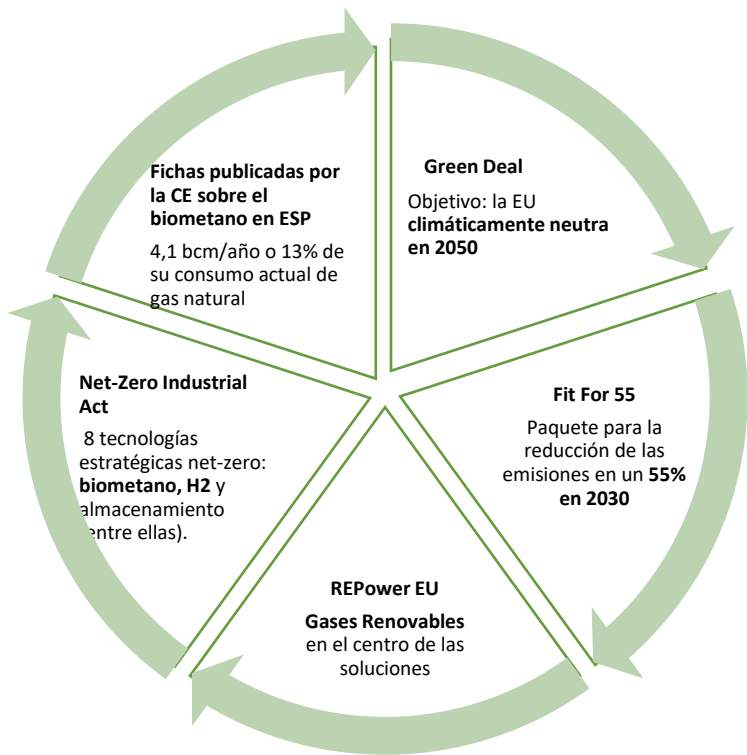 Green Deal
Objetivo: la EU
climáticamente neutra
en 2050
Fit For 55
Paquete para la
reducción de las
emisiones en un 55%
en 2030
REPower EU
Gases Renovables
en el centro de las
soluciones
Net-Zero Industrial
Act
8 tecnologías
estratégicas net-zero:
biometano, H2 y
almacenamiento
(entre ellas).
Fichas publicadas por
la CE sobre el
biometano en ESP
4,1 bcm/año o 13% de
su consumo actual de
gas natural